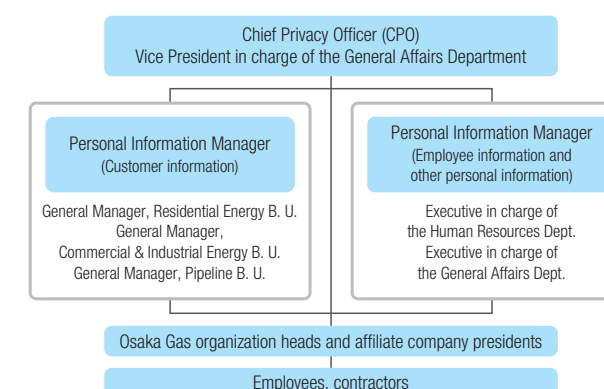 Chief Privacy Officer (CPO)
Vice President in charge of the General Affairs Department
Personal Information Manager
(Customer information)
General Manager, Residential Energy B. U.
General Manager,
Commercial & Industrial Energy B. U.
General Manager, Pipeline B. U.
Personal Information Manager
(Employee information and
other personal information)
Executive in charge of
the Human Resources Dept.
Executive in charge of
the General Affairs Dept.
Osaka Gas organization heads and affiliate company presidents
Employees, contractors